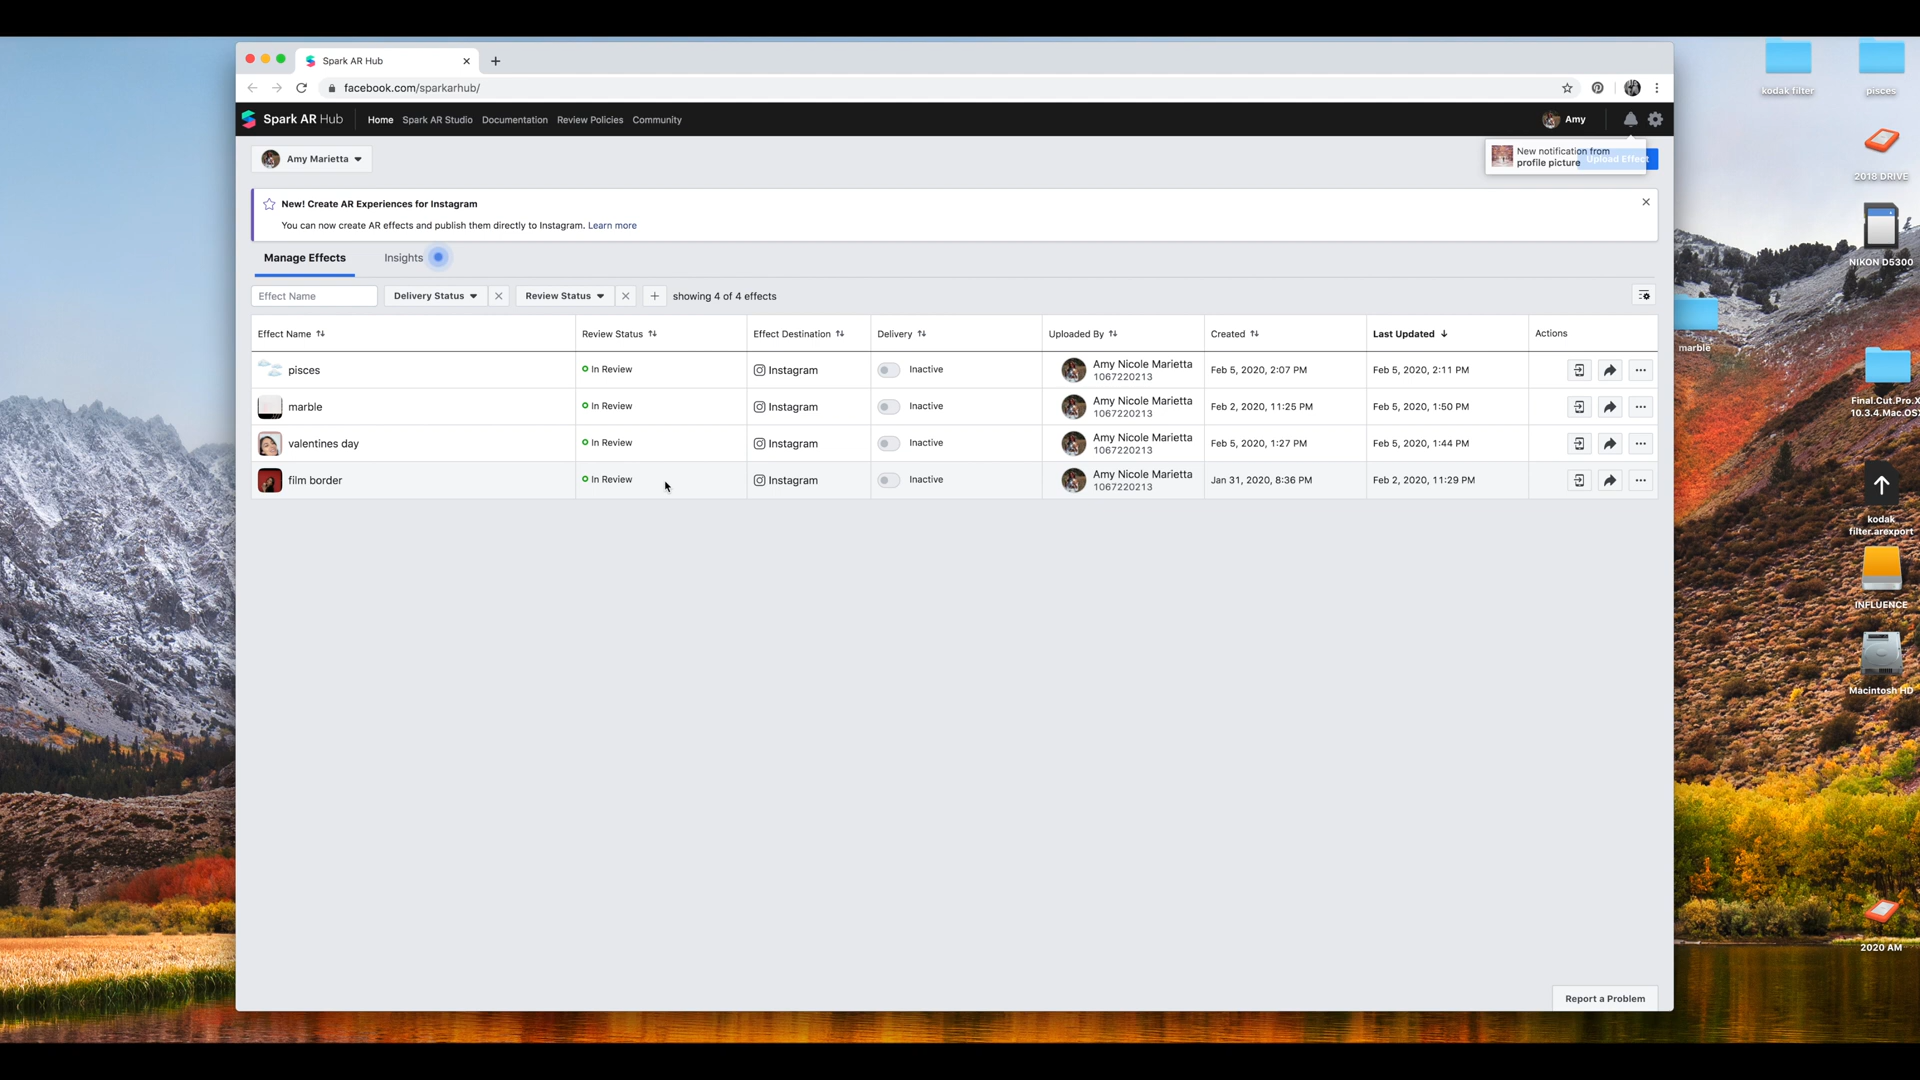 Spark AR Hub
facebook.com/sparkarhub/
Spark AR Hub Home Spark AR Studio Documentation Review Policies Community Amy
Amy Marietta
New notification from
profile picture
Upload Effect
New! Create AR Experiences for Instagram
You can now create AR effects and publish them directly to Instagram. Learn more
Manage Effects Insights
Effect Name Delivery Status Review Status showing 4 of 4 effects
Effect Name Review Status Effect Destination Delivery Uploaded By Created Last Updated Actions
pisces In Review Instagram Inactive Amy Nicole Marietta Feb 5, 2020, 2:07 PM Feb 5, 2020, 2:11 PM
1067220213
marble In Review Instagram Inactive Amy Nicole Marietta Feb 2, 2020, 11:25 PM Feb 5, 2020, 1:50 PM
1067220213
valentines day In Review Instagram Inactive Amy Nicole Marietta Feb 5, 2020, 1:27 PM Feb 5, 2020, 1:44 PM
1067220213
film border In Review Instagram Inactive Amy Nicole Marietta Jan 31, 2020, 8:36 PM Feb 2, 2020, 11:29 PM
1067220213
Report a Problem
kodak filter
pisces
2018 DRIVE
NIKON D5300
marble
Final.Cut.Pro.X
10.3.4.Mac.OS
kodak
filter.arexport
INFLUENCE
Macintosh HD
2020 AM